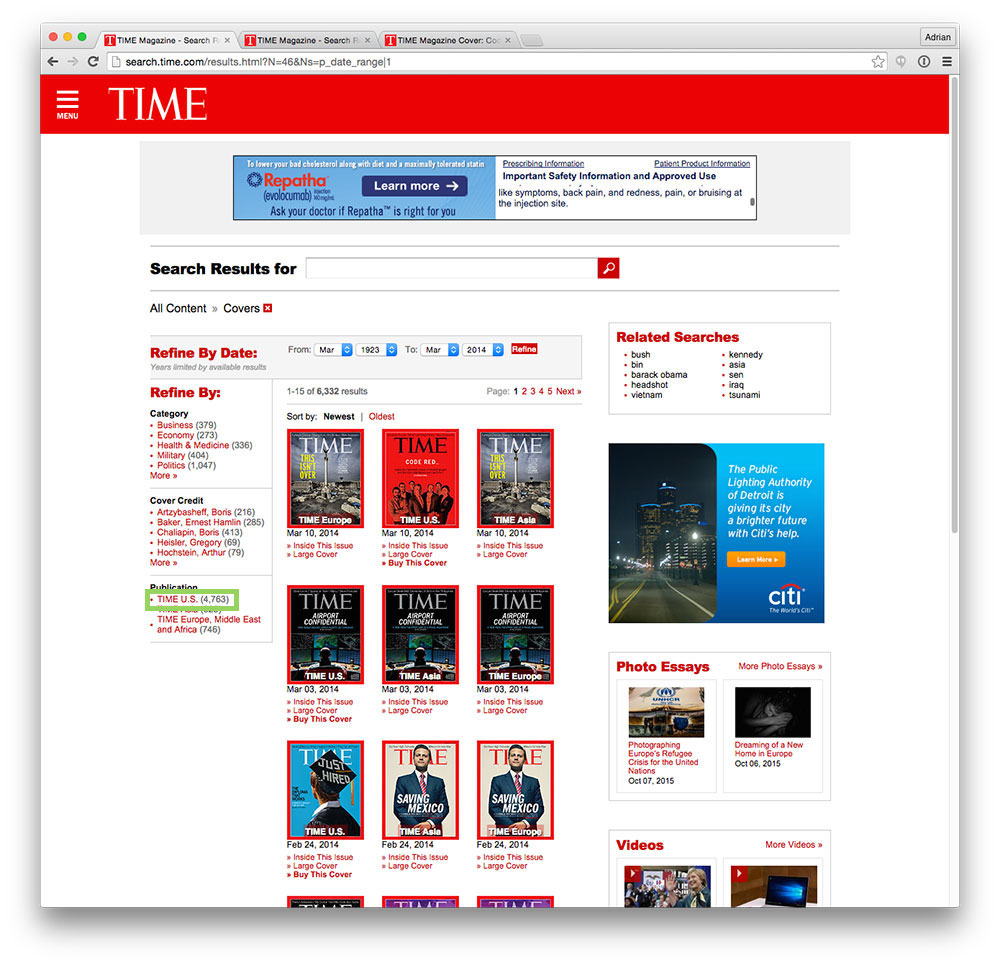 TIME Magazine - Search R
TIME Magazine - Search R
TIME Magazine Cover: Co
Adrian
search.time.com/results.html?N=46&Ns=p_date_range|1
MENU
TIME
To lower your bad cholesterol along with diet and a maximally tolerated statin
Repatha
(evolocumab) injection 140 mg/mL
Learn more →
Ask your doctor if Repatha™ is right for you
Prescribing Information
Patient Product Information
Important Safety Information and Approved Use
like symptoms, back pain, and redness, pain, or bruising at
the injection site.
Search Results for
All Content » Covers
Refine By Date:
Years limited by available results
From: Mar 1923 To: Mar 2014 Refine
Refine By:
Category
• Business (379)
• Economy (273)
• Health & Medicine (336)
• Military (404)
• Politics (1,047)
More »
Cover Credit
• Artzybasheff, Boris (216)
• Baker, Ernest Hamlin (285)
• Chaliapin, Boris (413)
• Heisler, Gregory (69)
• Hochstein, Arthur (79)
More »
Publication
• TIME U.S. (4,763)
TIME Europe, Middle East
• and Africa (746)
1-15 of 6,332 results
Page: 1 2 3 4 5 Next »
Sort by: Newest | Oldest
TIME
THIS
ISN'T
OVER
TIME Europe
Mar 10, 2014
» Inside This Issue
» Large Cover
TIME
CODE RED
TIME U.S.
Mar 10, 2014
» Inside This Issue
» Large Cover
» Buy This Cover
TIME
THIS
ISN'T
OVER
TIME Asia
Mar 10, 2014
» Inside This Issue
» Large Cover
TIME
AIRPORT
CONFIDENTIAL
TIME U.S.
Mar 03, 2014
» Inside This Issue
» Large Cover
» Buy This Cover
TIME
AIRPORT
CONFIDENTIAL
TIME Asia
Mar 03, 2014
» Inside This Issue
» Large Cover
TIME
AIRPORT
CONFIDENTIAL
TIME Europe
Mar 03, 2014
» Inside This Issue
» Large Cover
JUST
HIRED
TIME U.S.
Feb 24, 2014
» Inside This Issue
» Large Cover
» Buy This Cover
TIME
SAVING
MEXICO
TIME Asia
Feb 24, 2014
» Inside This Issue
» Large Cover
TIME
SAVING
MEXICO
TIME Europe
Feb 24, 2014
» Inside This Issue
» Large Cover
Related Searches
• bush
• bin
• barack obama
• headshot
• vietnam
• kennedy
• asia
• sen
• iraq
• tsunami
The Public
Lighting Authority
of Detroit is
giving its city
a brighter future
with Citi's help.
Learn More ►
citi
The World's Citi™
Photo Essays
More Photo Essays »
UNHCR
Photographing
Europe's Refugee
Crisis for the United
Nations
Oct 07, 2015
Dreaming of a New
Home in Europe
Oct 06, 2015
Videos
More Videos »